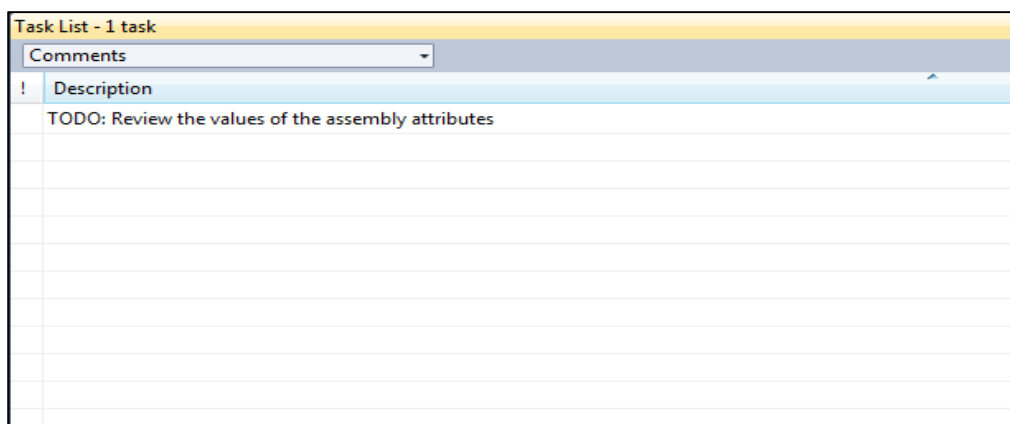 Task List - 1 task
Comments
! Description
TODO: Review the values of the assembly attributes